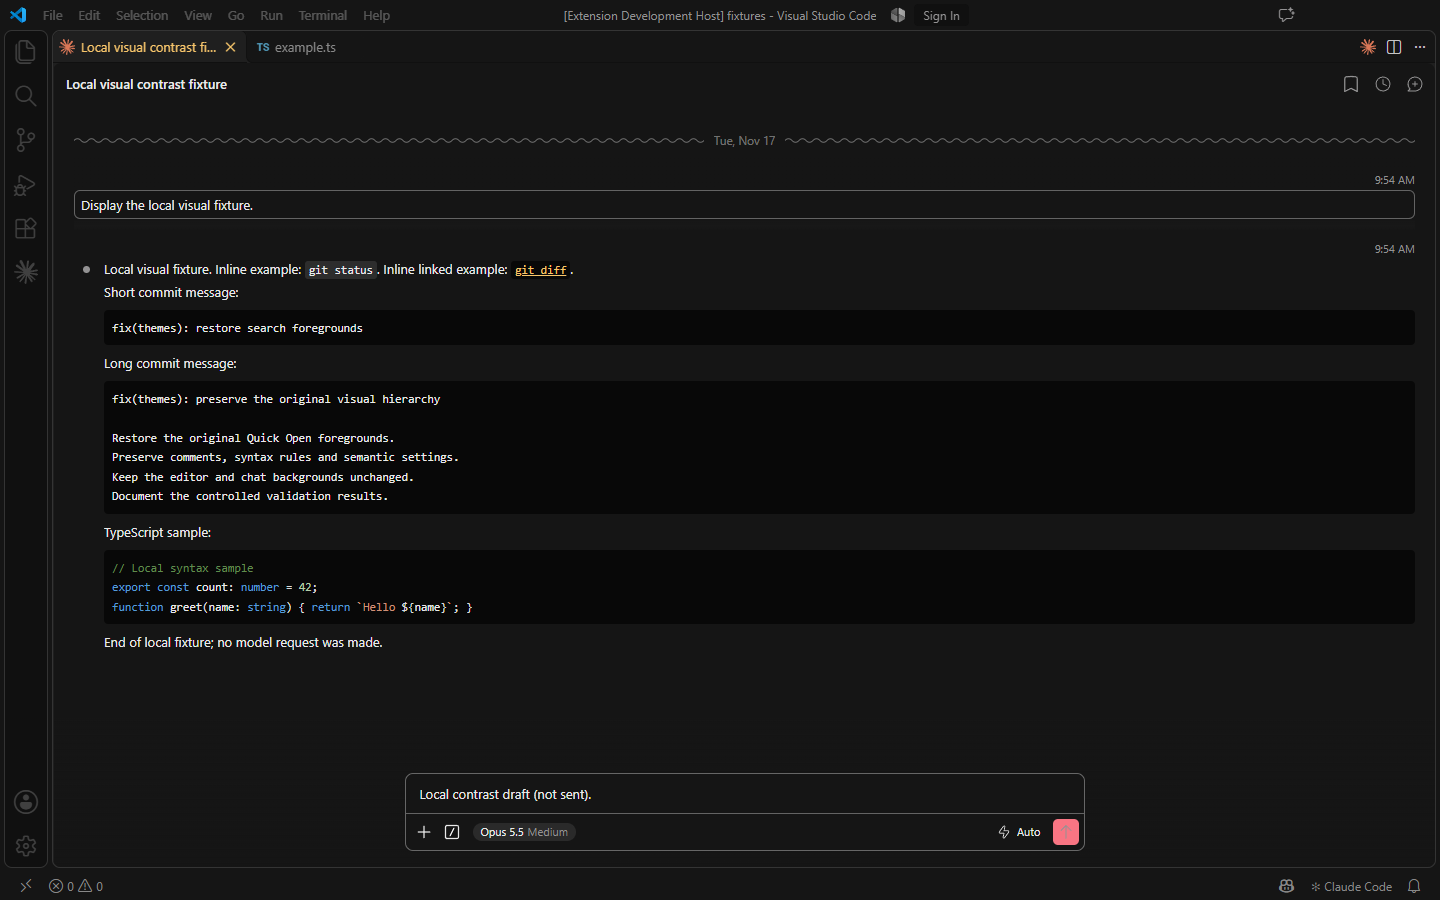 File Edit Selection View Go Run Terminal Help
[Extension Development Host] fixtures - Visual Studio Code
Sign In
Local visual contrast fi...
TS example.ts
Local visual contrast fixture
Tue, Nov 17
9:54 AM
Display the local visual fixture.
9:54 AM
Local visual fixture. Inline example: git status. Inline linked example: git diff.
Short commit message:
fix(themes): restore search foregrounds
Long commit message:
fix(themes): preserve the original visual hierarchy
Restore the original Quick Open foregrounds.
Preserve comments, syntax rules and semantic settings.
Keep the editor and chat backgrounds unchanged.
Document the controlled validation results.
TypeScript sample:
// Local syntax sample
export const count: number = 42;
function greet(name: string) { return `Hello ${name}`; }
End of local fixture; no model request was made.
Local contrast draft (not sent).
Opus 5.5 Medium
Auto
0 0
Claude Code